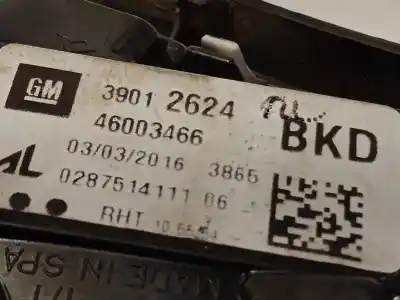 GM
3901 2624
46003466
BKD
AL
03/03/2016 3865
0287514111 06
RHT
MADE IN SPA